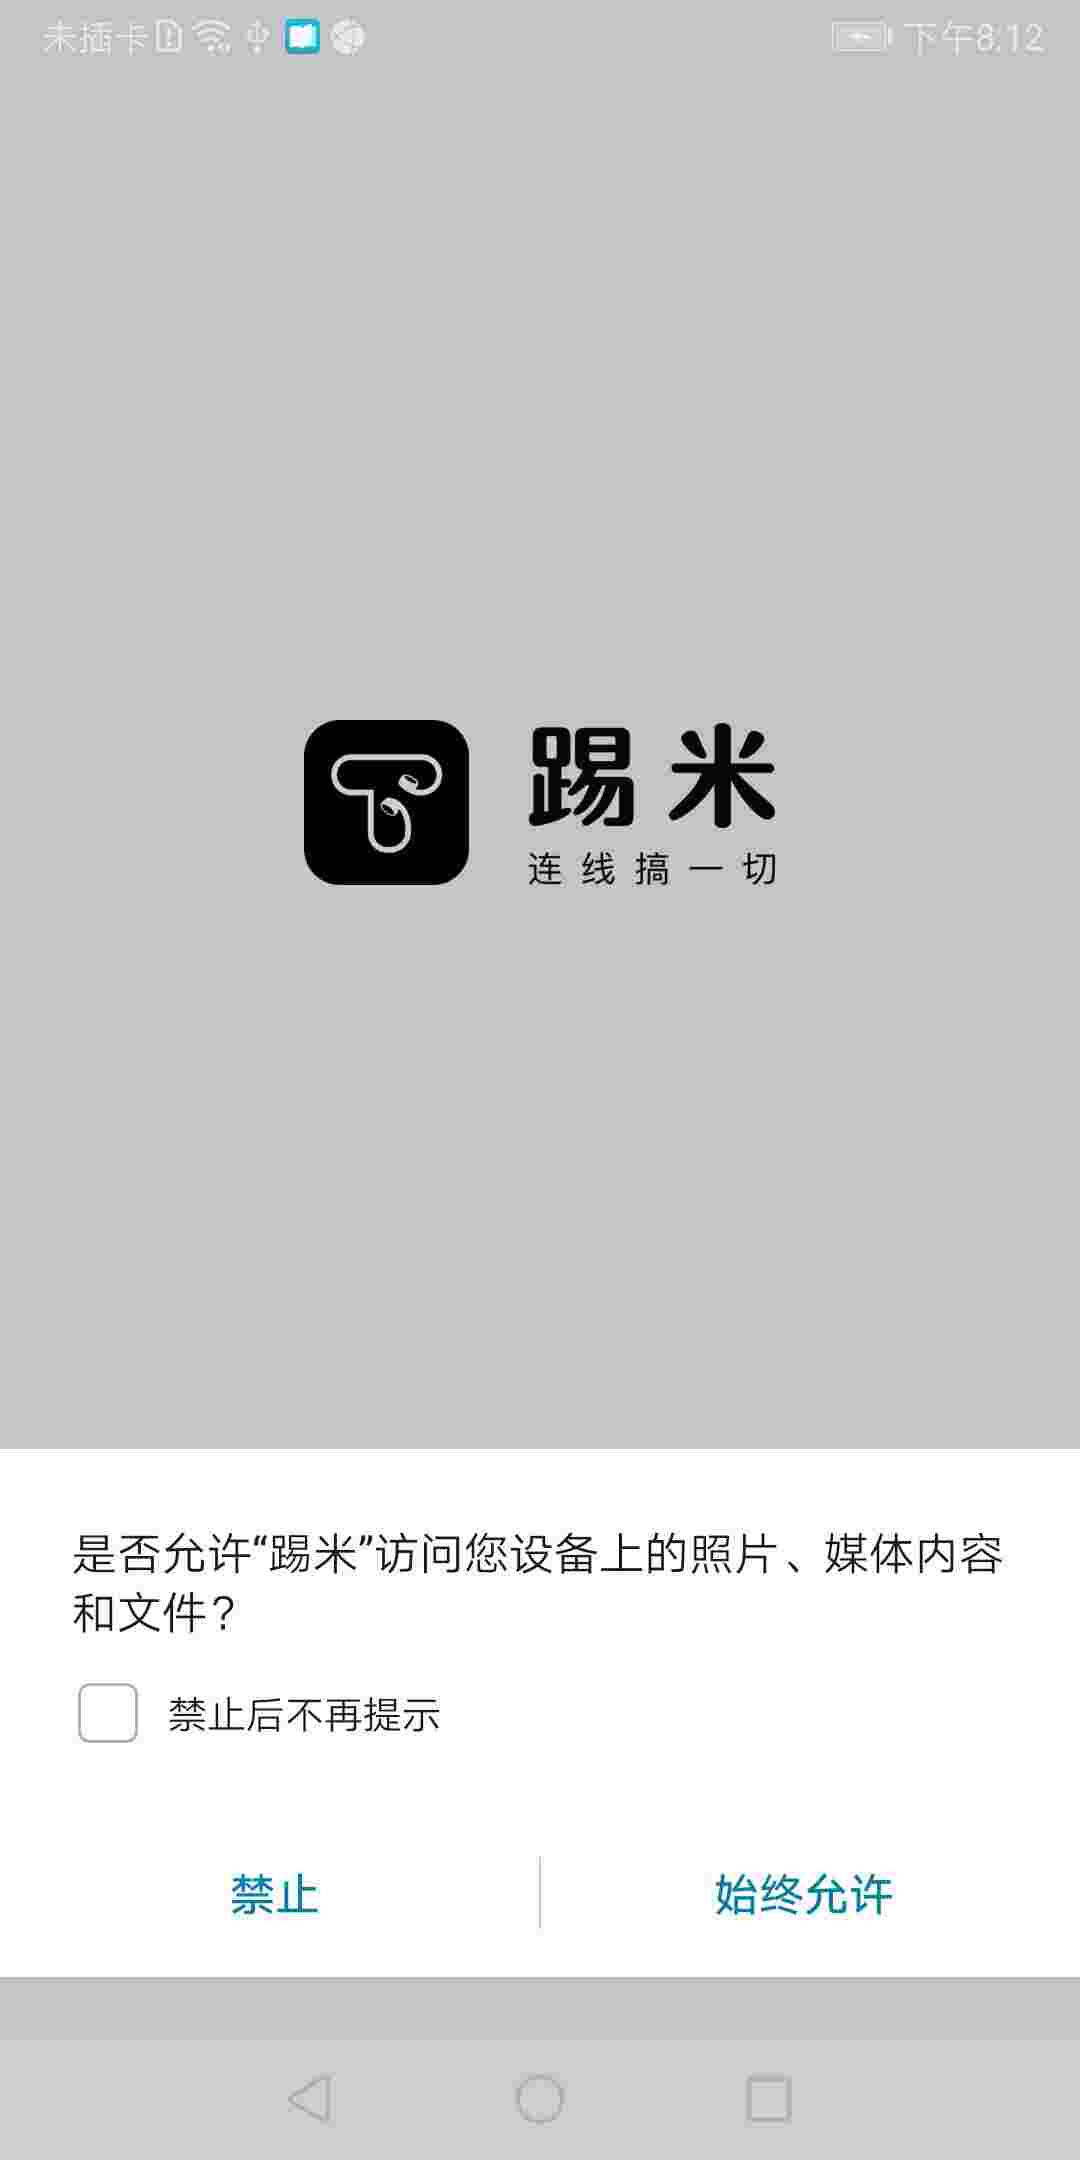 未插卡
下午8:12
踢米
连线搞一切
是否允许“踢米”访问您设备上的照片、媒体内容
和文件？
禁止后不再提示
禁止
始终允许